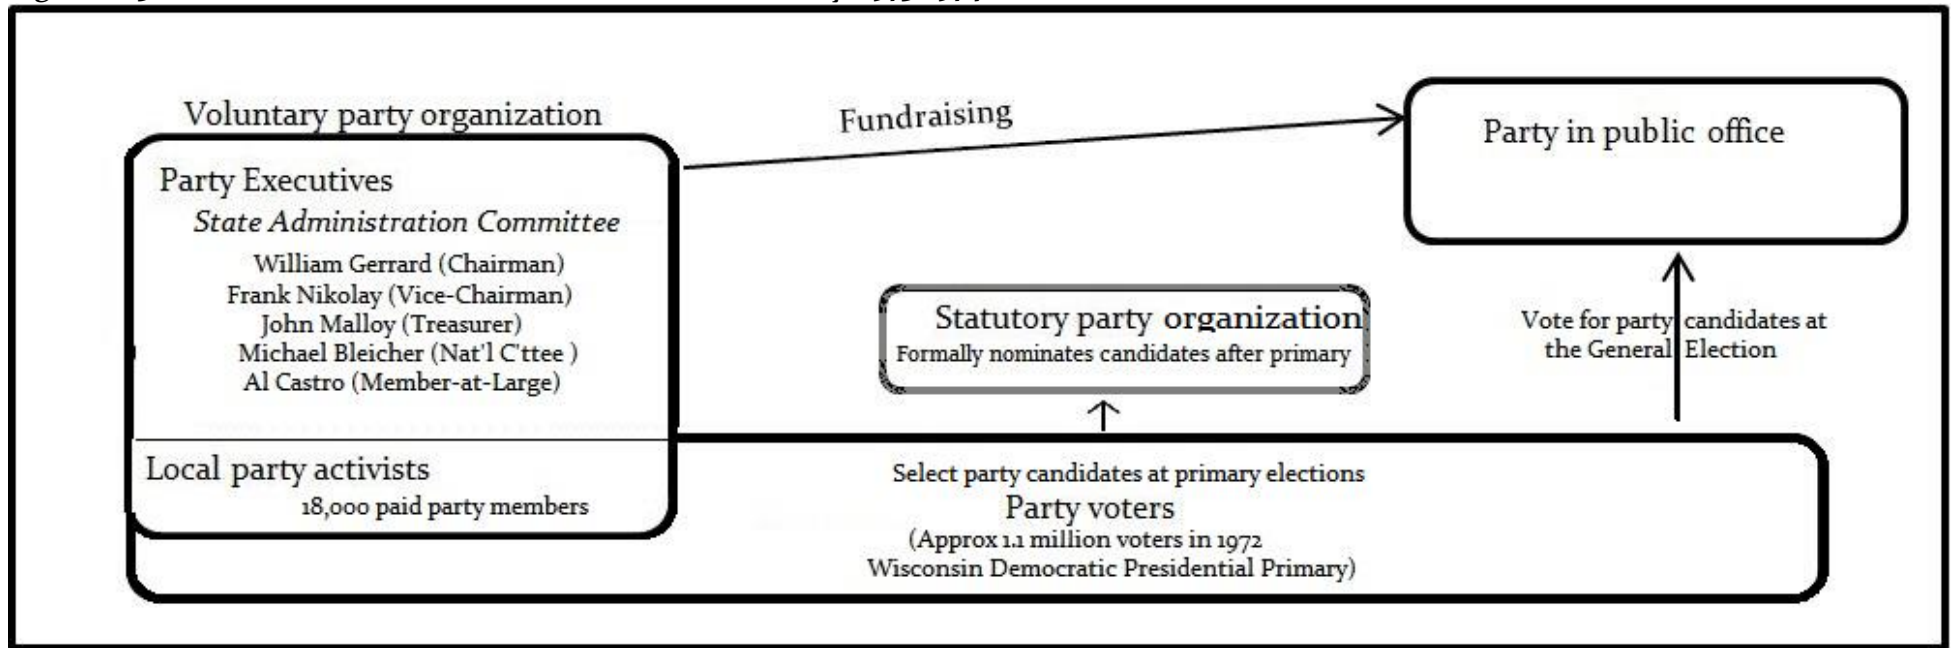 Voluntary party organization
Party Executives
State Administration Committee
William Gerrard (Chairman)
Frank Nikolay (Vice-Chairman)
John Malloy (Treasurer)
Michael Bleicher (Nat'l C'ttee )
Al Castro (Member-at-Large)
Local party activists
18,000 paid party members
Fundraising
Party in public office
Statutory party organization
Formally nominates candidates after primary
Vote for party candidates at
the General Election
Select party candidates at primary elections
Party voters
(Approx 1.1 million voters in 1972
Wisconsin Democratic Presidential Primary)